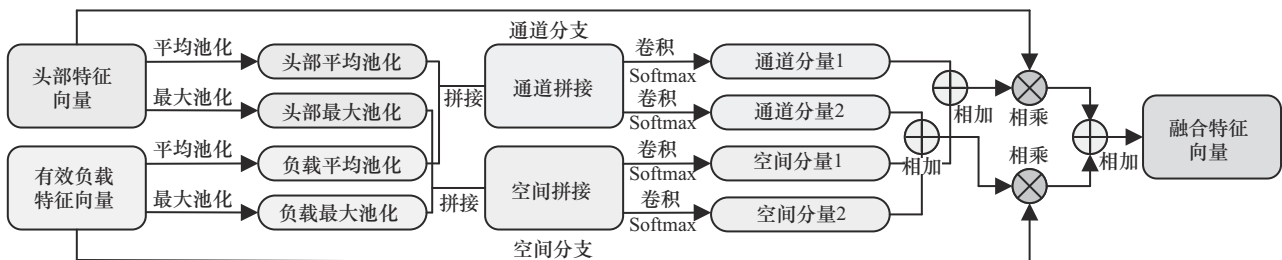 通道分支
头部特征
向量
平均池化
头部平均池化
最大池化
头部最大池化
拼接
通道拼接
卷积
Softmax
通道分量1
卷积
Softmax
通道分量2
相加
相乘
有效负载
特征向量
平均池化
负载平均池化
最大池化
负载最大池化
拼接
空间拼接
卷积
Softmax
空间分量1
卷积
Softmax
空间分量2
相加
相乘
相加
融合特征
向量
空间分支